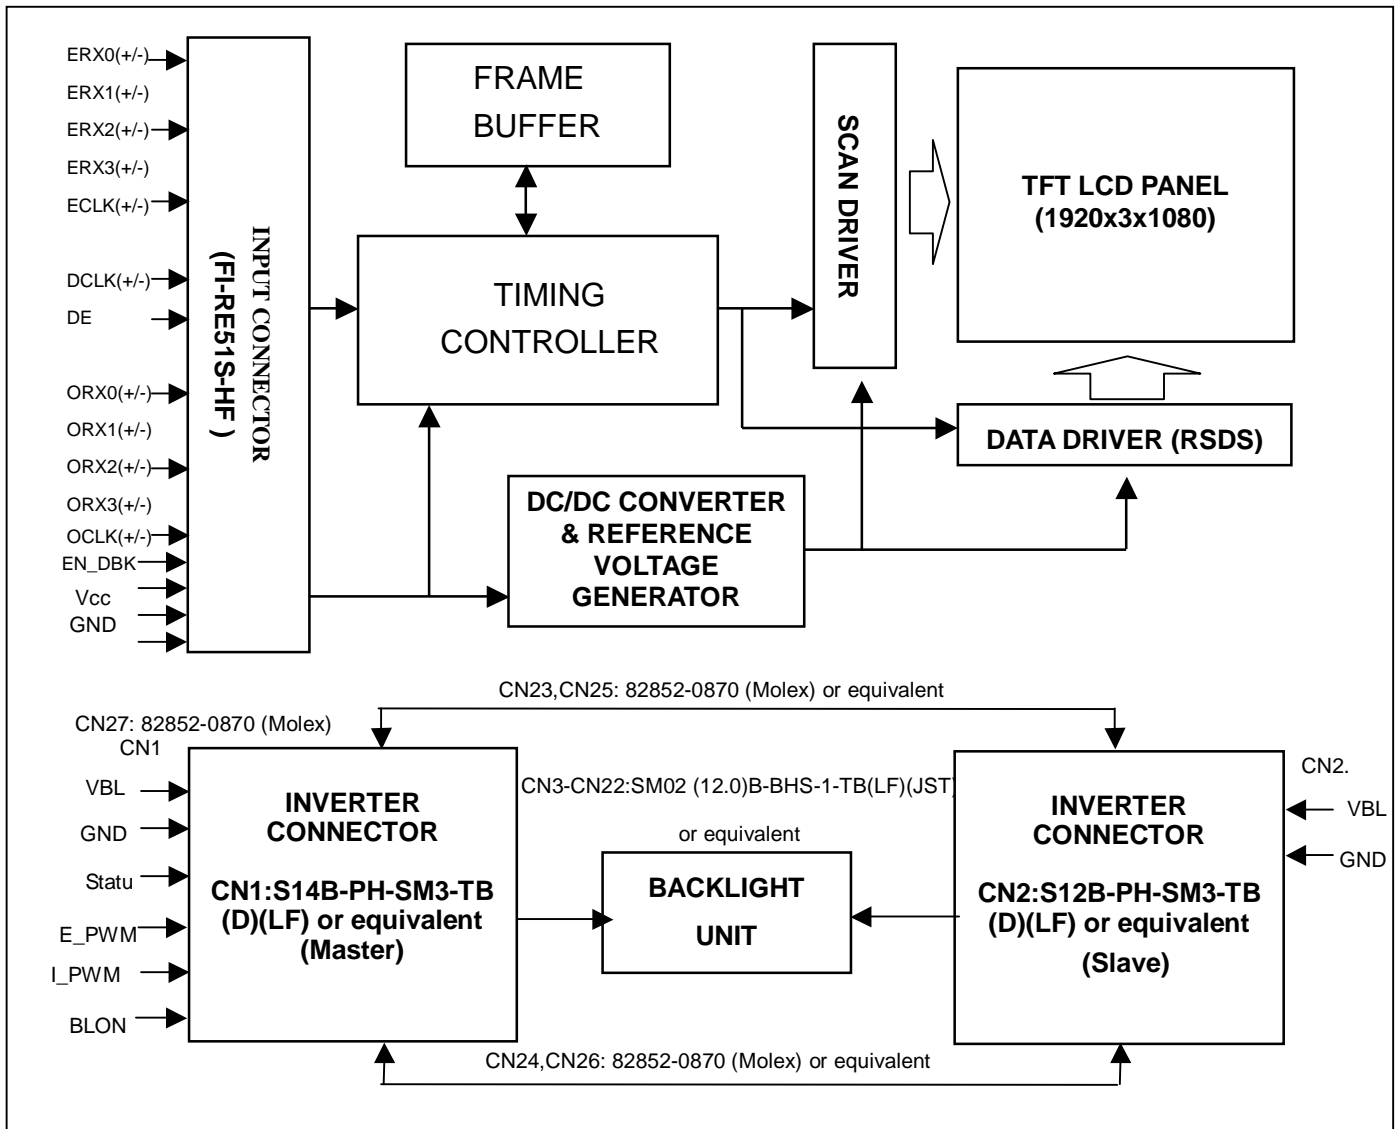 ERX0(+/-)
ERX1(+/-)
ERX2(+/-)
ERX3(+/-)
ECLK(+/-)
DCLK(+/-)
DE
ORX0(+/-)
ORX1(+/-)
ORX2(+/-)
ORX3(+/-)
OCLK(+/-)
EN_DBK
Vcc
GND
INPUT CONNECTOR
(FI-RE51S-HF )
FRAME
BUFFER
TIMING
CONTROLLER
SCAN DRIVER
TFT LCD PANEL
(1920x3x1080)
DATA DRIVER (RSDS)
DC/DC CONVERTER
& REFERENCE
VOLTAGE
GENERATOR
CN23,CN25: 82852-0870 (Molex) or equivalent
CN27: 82852-0870 (Molex)
CN1
VBL
GND
Statu
E_PWM
I_PWM
BLON
INVERTER
CONNECTOR
CN1:S14B-PH-SM3-TB
(D)(LF) or equivalent
(Master)
CN3-CN22:SM02 (12.0)B-BHS-1-TB(LF)(JST)
or equivalent
BACKLIGHT
UNIT
INVERTER
CONNECTOR
CN2:S12B-PH-SM3-TB
(D)(LF) or equivalent
(Slave)
CN2.
VBL
GND
CN24,CN26: 82852-0870 (Molex) or equivalent